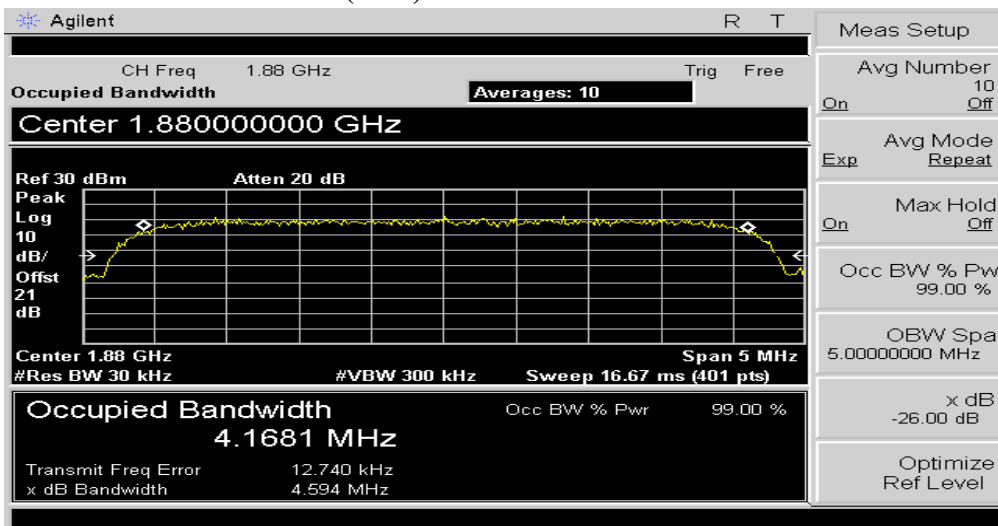 Agilent R T
CH Freq 1.88 GHz Trig Free
Occupied Bandwidth Averages: 10
Center 1.8800000000 GHz
Ref 30 dBm Atten 20 dB
Peak
Log
10
dB/
Offst
21
dB
Center 1.88 GHz Span 5 MHz
#Res BW 30 kHz #VBW 300 kHz Sweep 16.67 ms (401 pts)
Occupied Bandwidth Occ BW % Pwr 99.00 %
4.1681 MHz
Transmit Freq Error 12.740 kHz
x dB Bandwidth 4.594 MHz
Meas Setup
Avg Number
10
On Off
Avg Mode
Exp Repeat
Max Hold
On Off
Occ BW % Pw
99.00 %
OBW Spa
5.00000000 MHz
x dB
-26.00 dB
Optimize
Ref Level